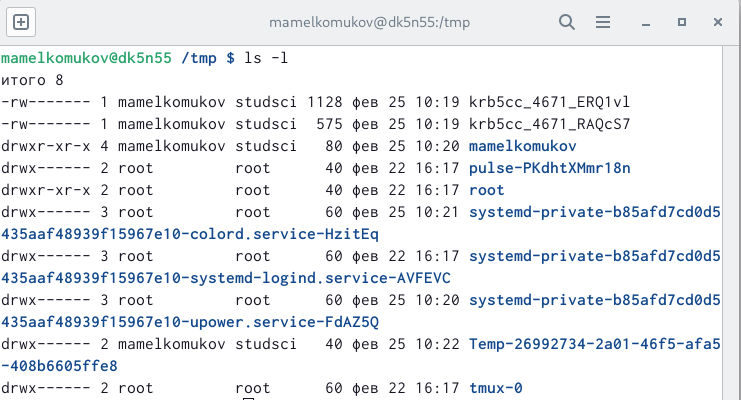 mamelkomukov@dk5n55:/tmp
mamelkomukov@dk5n55 /tmp $ ls -l
итого 8
-rw------- 1 mamelkomukov studsci 1128 фев 25 10:19 krb5cc_4671_ERQ1vl
-rw------- 1 mamelkomukov studsci  575 фев 25 10:19 krb5cc_4671_RAQcS7
drwxr-xr-x 4 mamelkomukov studsci   80 фев 25 10:20 mamelkomukov
drwx------ 2 root         root      40 фев 22 16:17 pulse-PKdhtXMmr18n
drwxr-xr-x 2 root         root      40 фев 22 16:17 root
drwx------ 3 root         root      60 фев 25 10:21 systemd-private-b85afd7cd0d5
435aaf48939f15967e10-colord.service-HzitEq
drwx------ 3 root         root      60 фев 22 16:17 systemd-private-b85afd7cd0d5
435aaf48939f15967e10-systemd-logind.service-AVFEVC
drwx------ 3 root         root      60 фев 25 10:20 systemd-private-b85afd7cd0d5
435aaf48939f15967e10-upower.service-FdAZ5Q
drwx------ 2 mamelkomukov studsci   40 фев 25 10:22 Temp-26992734-2a01-46f5-afa5
-408b6605ffe8
drwx------ 2 root         root      60 фев 22 16:17 tmux-0